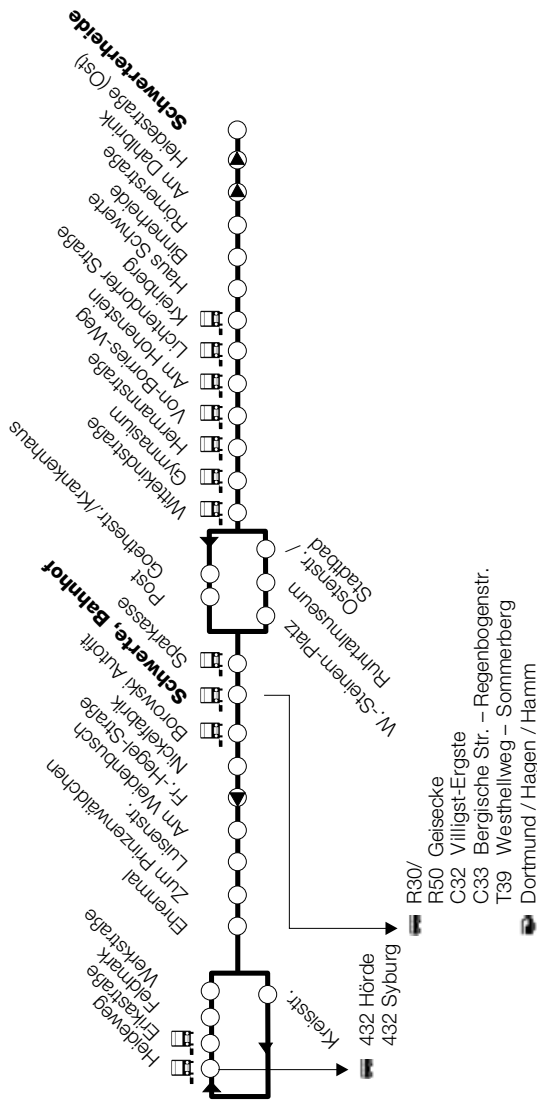 Heideweg
Erikastraße
Feldmark
Werkstraße
Kreisstr.
Ehrenmal
Zum Prinzenwäldchen
Luisenstr.
Am Weidenbusch
Fr.-Hegel-Straße
Nickelfabrik
Borowski Autofit
Schwerte, Bahnhof
Sparkasse
Post
Goethestr./Krankenhaus
W.-Steinem-Platz
Ruhrtalmuseum
Ostenstr./
Stadtbad
Wittekindstraße
Gymnasium
Hermannstraße
Von-Borries-Weg
Am Hohenstein
Lichtendorfer Straße
Kreinberg
Haus Schwerte
Binnerheide
Römerstraße
Am Dahlbrink
Heidestraße (Ost)
Schwerterheide
432 Hörde
432 Syburg
R30/
R50 Geisecke
C32 Villigst-Ergste
C33 Bergische Str. – Regenbogenstr.
T39 Westhellweg – Sommerberg
Dortmund / Hagen / Hamm